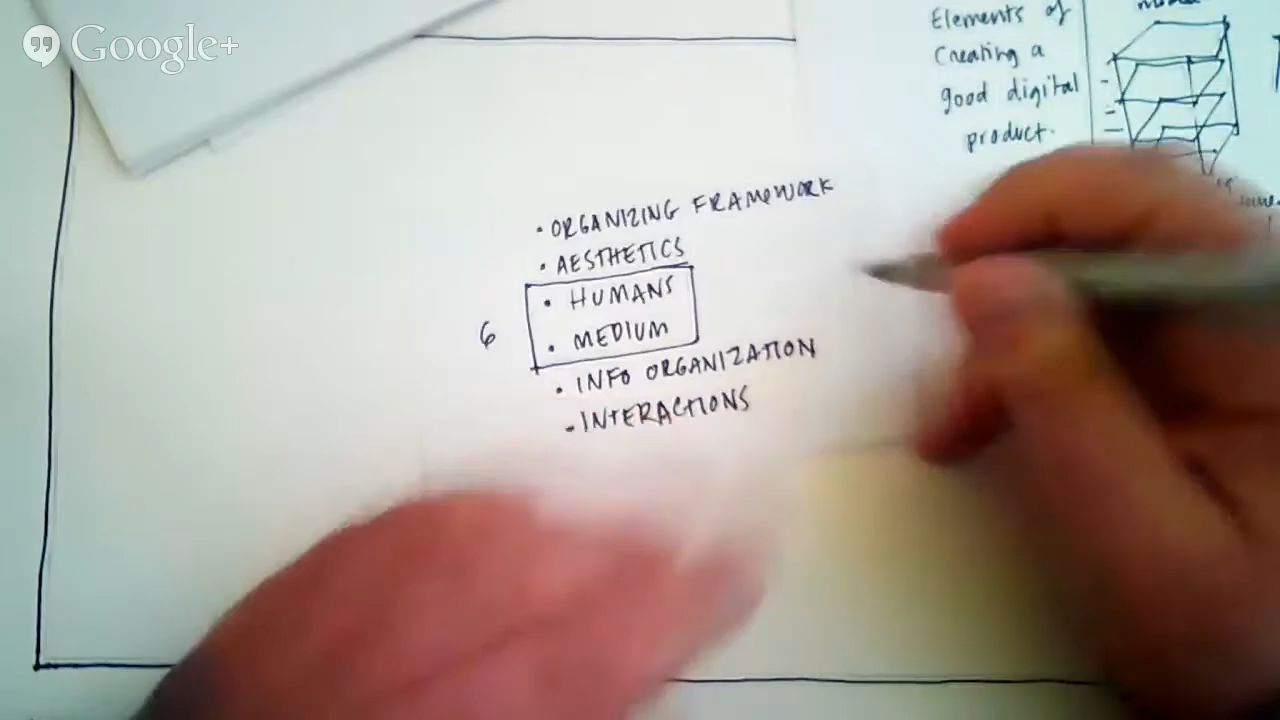 Google+
Elements of
Creating a
good digital
product.
• ORGANIZING FRAMEWORK
• AESTHETICS
• HUMANS
6
• MEDIUM
• INFO ORGANIZATION
• INTERACTIONS